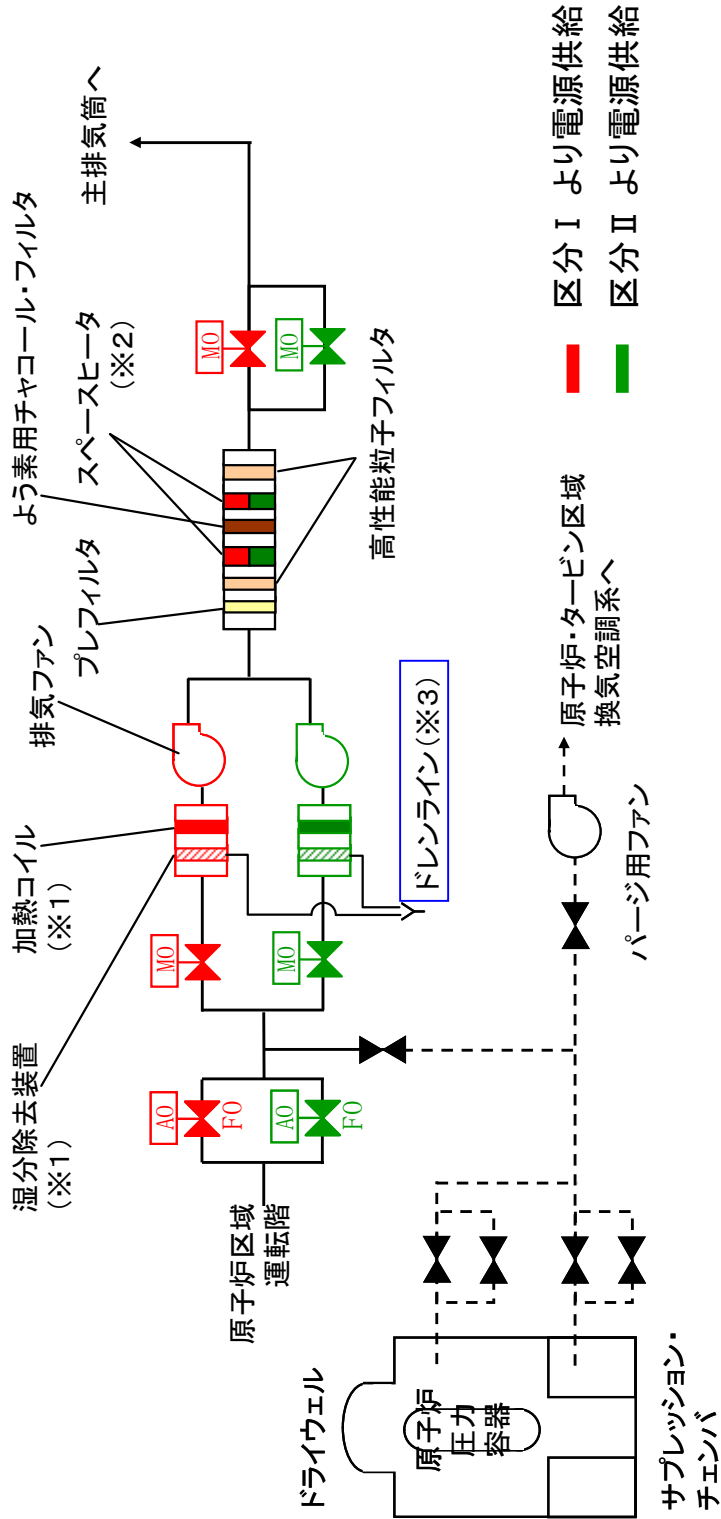 湿分除去装置
(※1)
加熱コイル
(※1)
排気ファン
プレフィルタ
よう素用チャコール・フィルタ
スペースヒータ
(※2)
主排気筒へ
AO
FO
AO
FO
MO
MO
MO
MO
原子炉区域
運転階
ドレンライン(※3)
高性能粒子フィルタ
ドライウェル
原子炉
圧力
容器
サプレッション・
チェンバ
パージ用ファン
原子炉・タービン区域
換気空調系へ
区分Ⅰ より電源供給
区分Ⅱ より電源供給